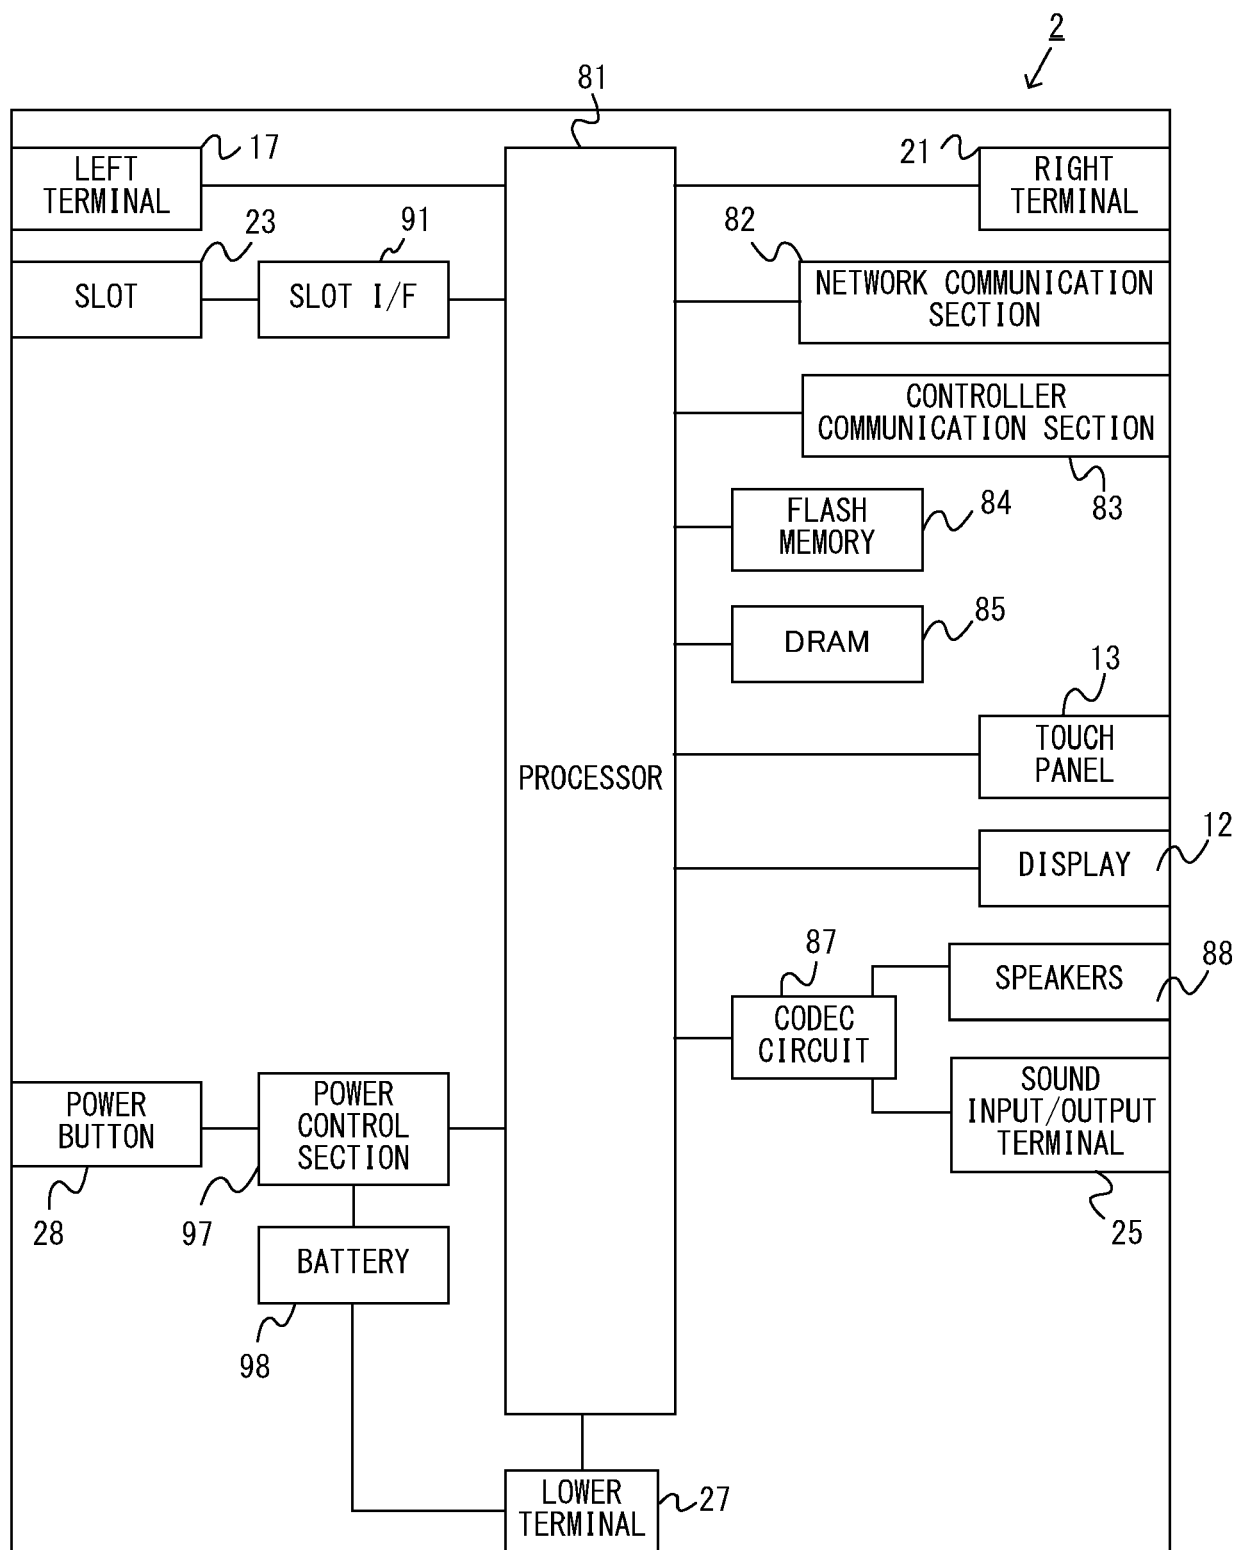 2
81
17
LEFT
TERMINAL
21
RIGHT
TERMINAL
23
SLOT
91
SLOT I/F
82
NETWORK COMMUNICATION
SECTION
CONTROLLER
COMMUNICATION SECTION
83
FLASH
MEMORY
84
DRAM
85
13
TOUCH
PANEL
PROCESSOR
12
DISPLAY
87
CODEC
CIRCUIT
88
SPEAKERS
SOUND
INPUT/OUTPUT
TERMINAL
25
POWER
BUTTON
28
POWER
CONTROL
SECTION
97
BATTERY
98
LOWER
TERMINAL
27